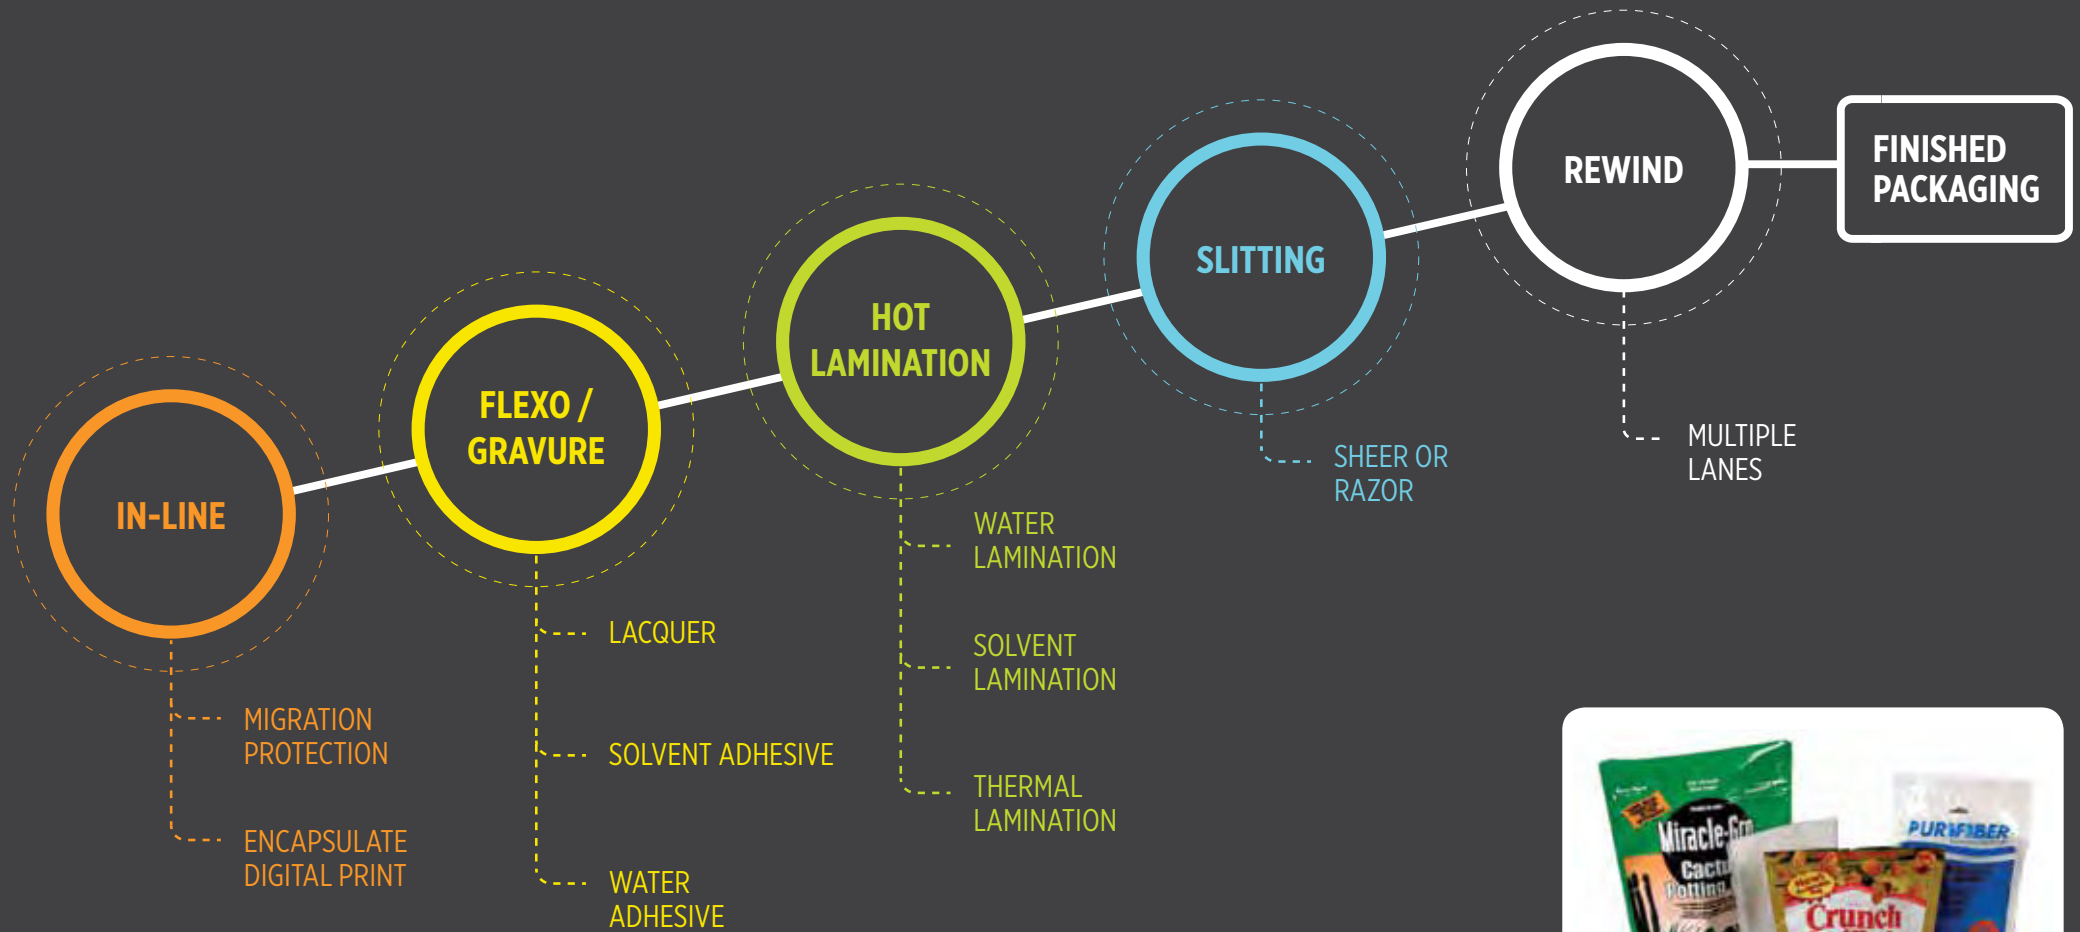 IN-LINE
MIGRATION
PROTECTION
ENCAPSULATE
DIGITAL PRINT
FLEXO /
GRAVURE
LACQUER
SOLVENT ADHESIVE
WATER
ADHESIVE
HOT
LAMINATION
WATER
LAMINATION
SOLVENT
LAMINATION
THERMAL
LAMINATION
SLITTING
SHEER OR
RAZOR
REWIND
MULTIPLE
LANES
FINISHED
PACKAGING
Miracle-Gro
Potting
PURIFIBER
Crunch